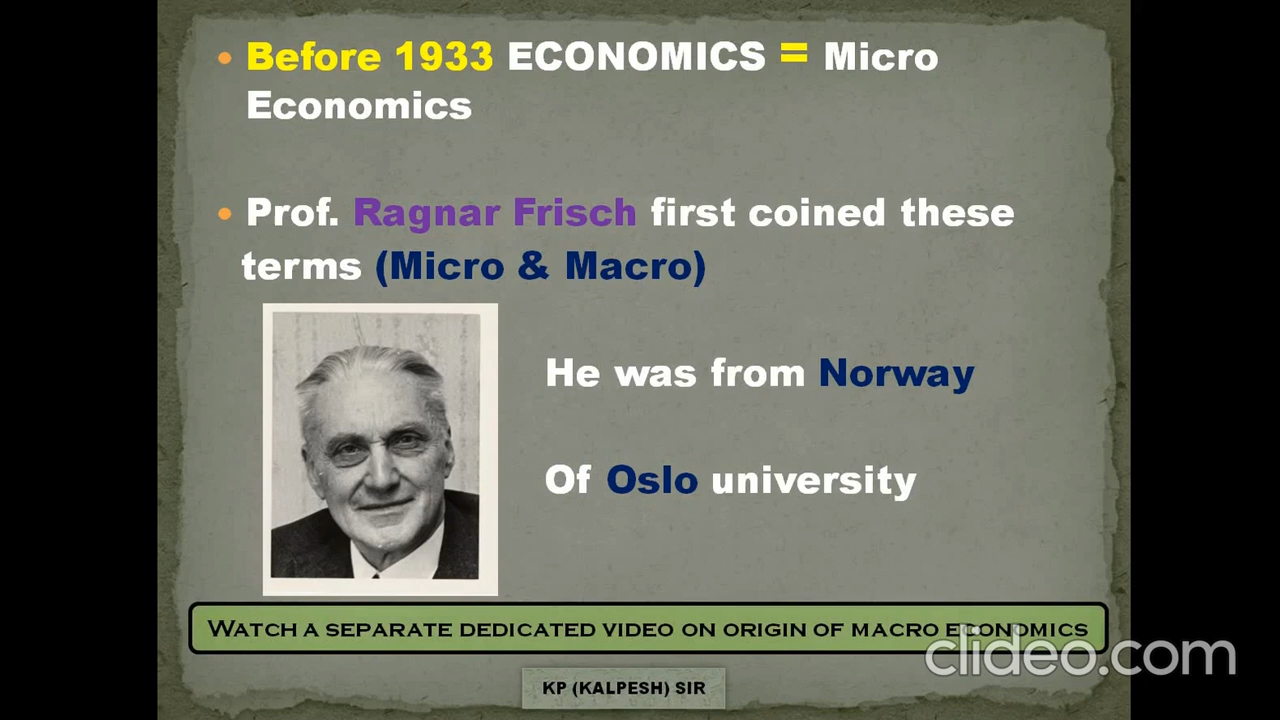 Before 1933 ECONOMICS = Micro
Economics
Prof. Ragnar Frisch first coined these
terms (Micro & Macro)
He was from Norway
Of Oslo university
WATCH A SEPARATE DEDICATED VIDEO ON ORIGIN OF MACRO ECONOMICS
clideo.com
KP (KALPESH) SIR